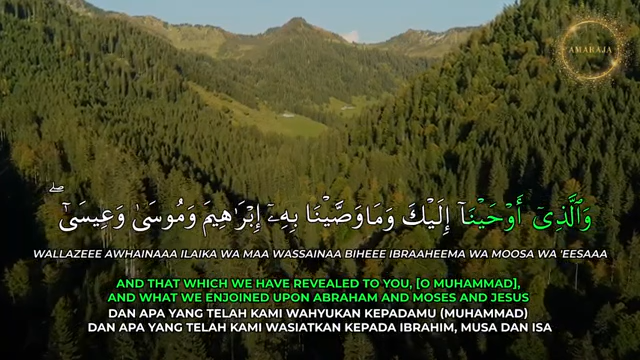 AMARAJA
وَٱلَّذِىٓ أَوْحَيْنَآ إِلَيْكَ وَمَا وَصَّيْنَا بِهِۦٓ إِبْرَٰهِيمَ وَمُوسَىٰ وَعِيسَىٰٓ ۖ
WALLAZEEE AWHAINAAA ILAIKA WA MAA WASSAINAA BIHEEE IBRAAHEEMA WA MOOSA WA 'EESAAA
AND THAT WHICH WE HAVE REVEALED TO YOU, [O MUHAMMAD],
AND WHAT WE ENJOINED UPON ABRAHAM AND MOSES AND JESUS
DAN APA YANG TELAH KAMI WAHYUKAN KEPADAMU (MUHAMMAD)
DAN APA YANG TELAH KAMI WASIATKAN KEPADA IBRAHIM, MUSA DAN ISA